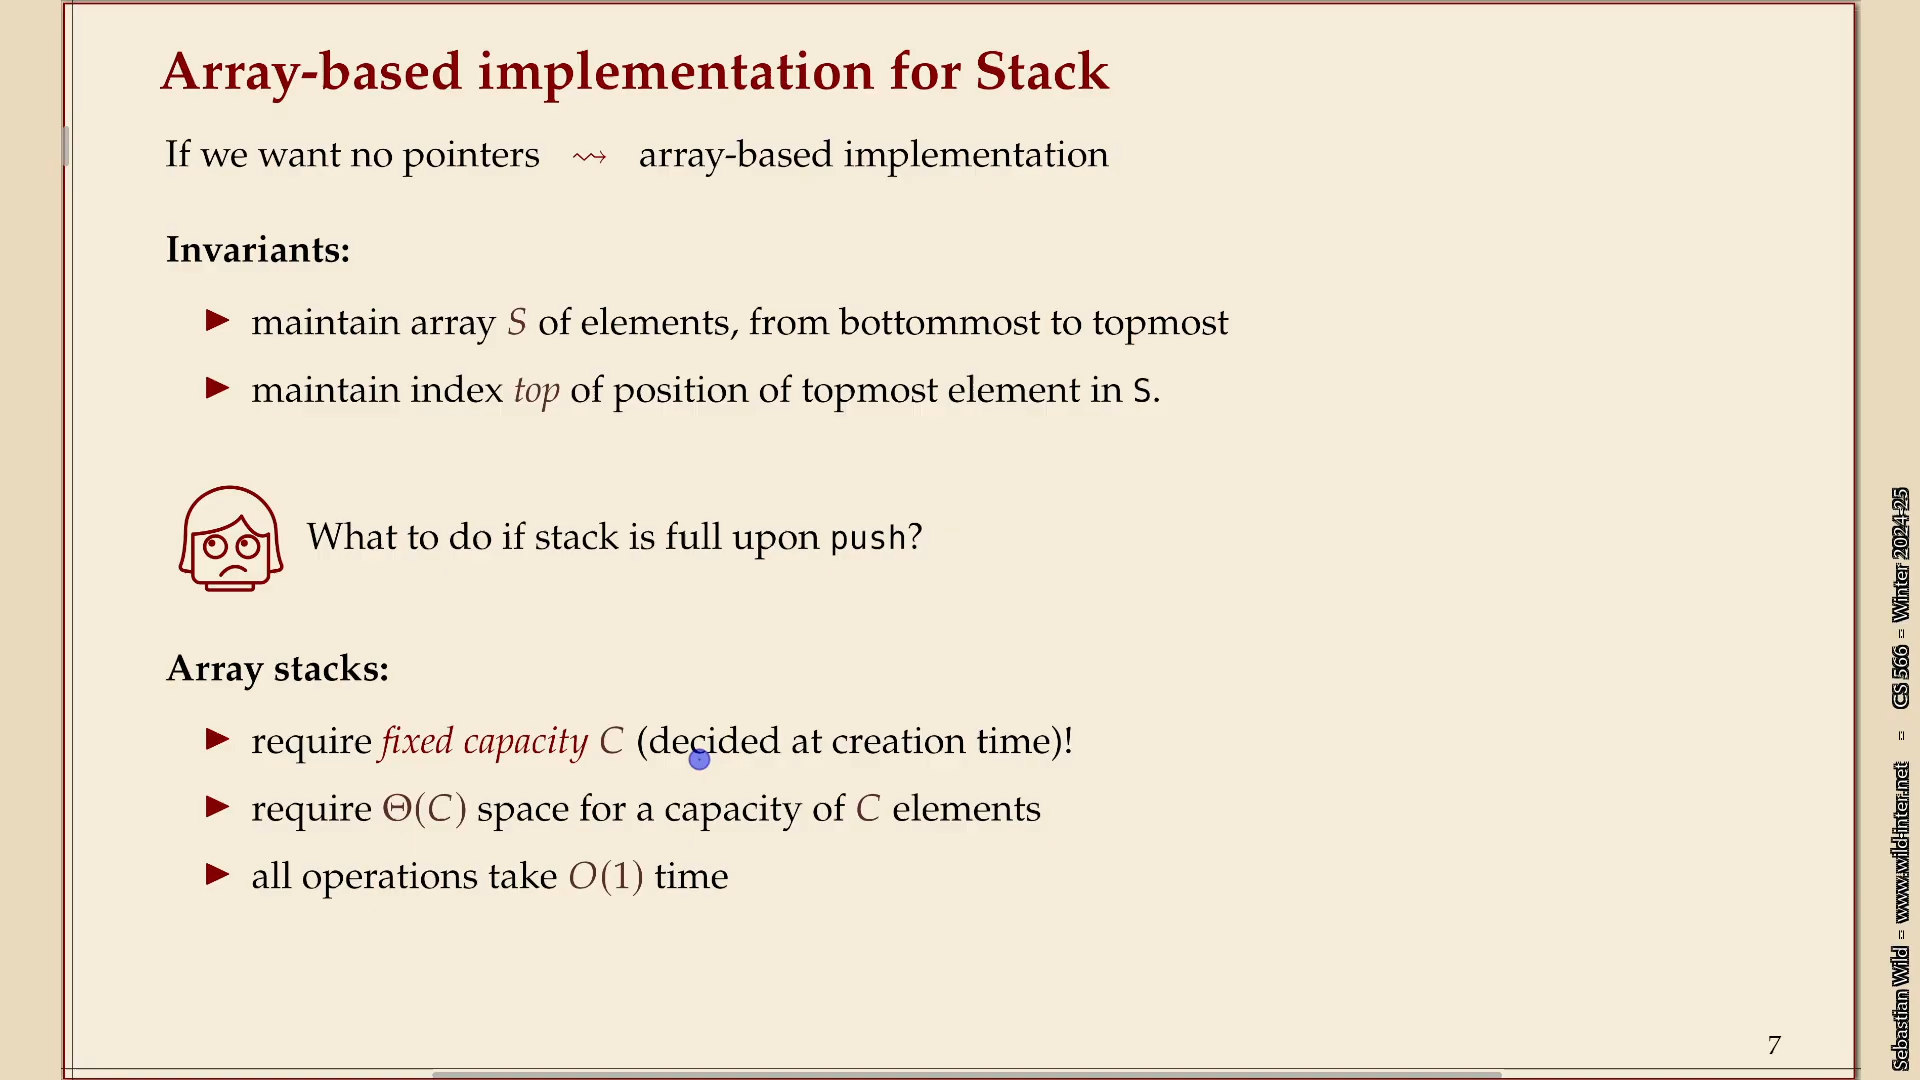 Array-based implementation for Stack
If we want no pointers ⇝ array-based implementation
Invariants:
▶ maintain array S of elements, from bottommost to topmost
▶ maintain index top of position of topmost element in S.
What to do if stack is full upon push?
Array stacks:
▶ require fixed capacity C (decided at creation time)!
▶ require Θ(C) space for a capacity of C elements
▶ all operations take O(1) time
7
Sebastian Wild – www.wild-inter.net – CS 566 – Winter 2024-25